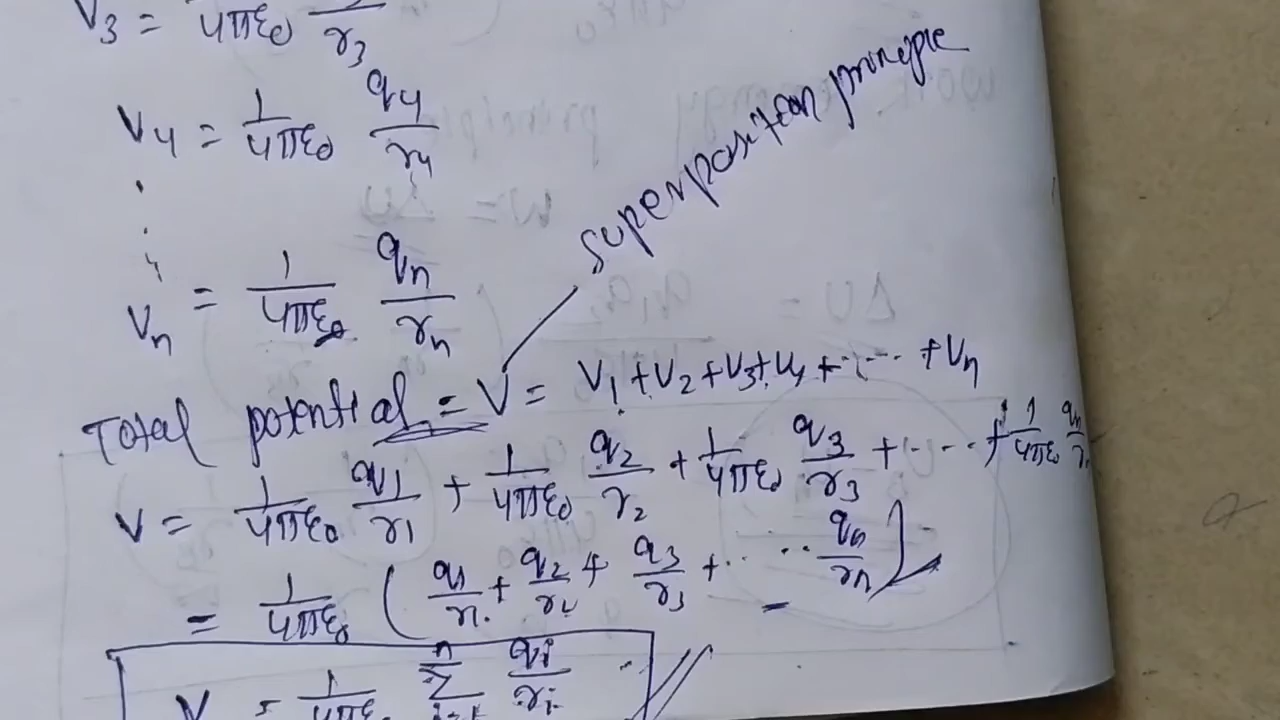 V₃ = 1/4πε₀ 3/r₃
V₄ = 1/4πε₀ q₄/r₄
Vₙ = 1/4πε₀ qₙ/rₙ
superposition principle
Total potential = V = V₁ + V₂ + V₃ + V₄ + ..... + Vₙ
V = 1/4πε₀ q₁/r₁ + 1/4πε₀ q₂/r₂ + 1/4πε₀ q₃/r₃ + .... + 1/4πε₀ qₙ/r
= 1/4πε₀ ( q₁/r₁ + q₂/r₂ + q₃/r₃ + .... qₙ/rₙ )
V = 1/4πε₀ n∑i=1 qi/ri